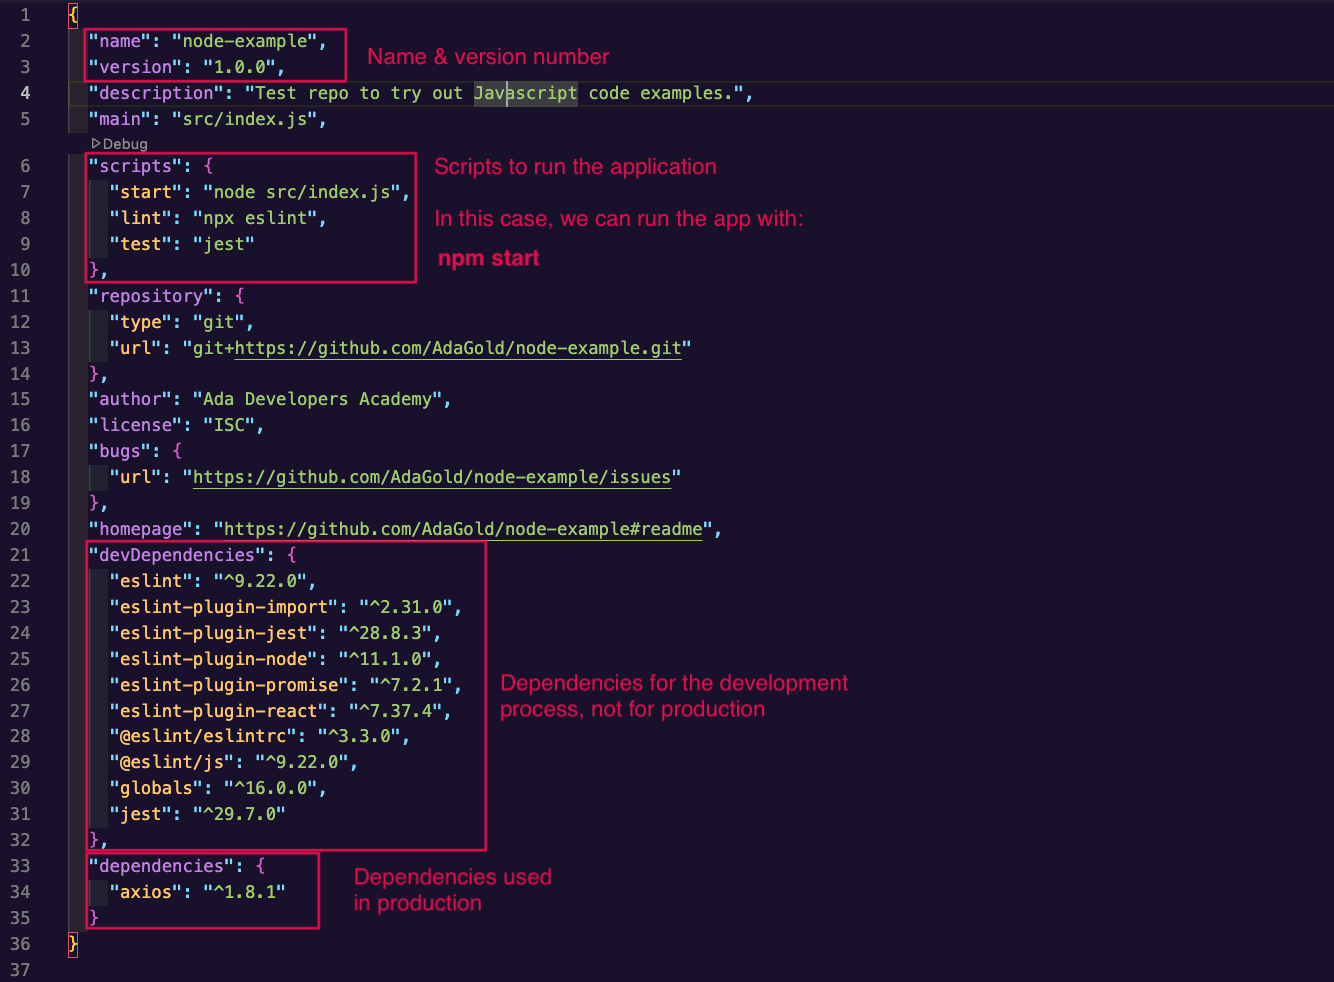 1 {
2 "name": "node-example",
3 "version": "1.0.0",
Name & version number
4 "description": "Test repo to try out Javascript code examples.",
5 "main": "src/index.js",
Debug
6 "scripts": {
Scripts to run the application
7 "start": "node src/index.js",
8 "lint": "npx eslint",
In this case, we can run the app with:
9 "test": "jest"
npm start
10 },
11 "repository": {
12 "type": "git",
13 "url": "git+https://github.com/AdaGold/node-example.git"
14 },
15 "author": "Ada Developers Academy",
16 "license": "ISC",
17 "bugs": {
18 "url": "https://github.com/AdaGold/node-example/issues"
19 },
20 "homepage": "https://github.com/AdaGold/node-example#readme",
21 "devDependencies": {
22 "eslint": "^9.22.0",
23 "eslint-plugin-import": "^2.31.0",
24 "eslint-plugin-jest": "^28.8.3",
25 "eslint-plugin-node": "^11.1.0",
26 "eslint-plugin-promise": "^7.2.1",
Dependencies for the development
process, not for production
27 "eslint-plugin-react": "^7.37.4",
28 "@eslint/eslintrc": "^3.3.0",
29 "@eslint/js": "^9.22.0",
30 "globals": "^16.0.0",
31 "jest": "^29.7.0"
32 },
33 "dependencies": {
34 "axios": "^1.8.1"
Dependencies used
in production
35 }
36 }
37